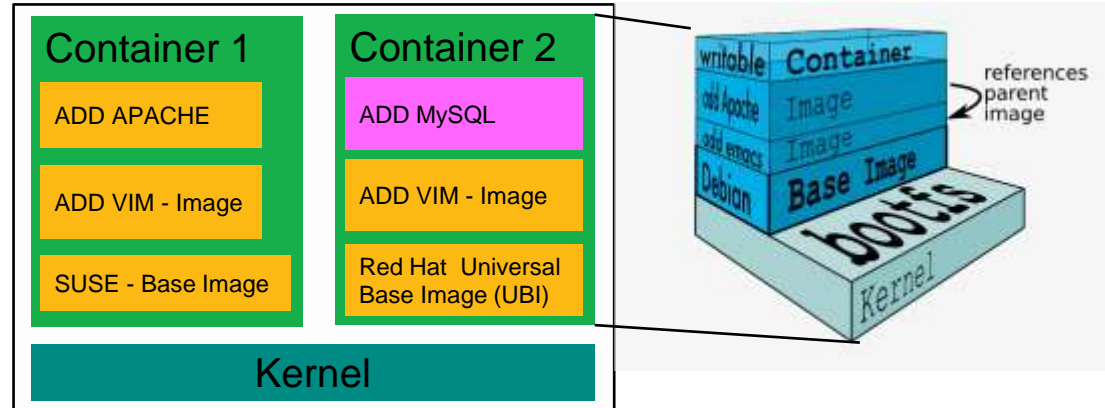 Container 1
ADD APACHE
ADD VIM - Image
SUSE - Base Image
Container 2
ADD MySQL
ADD VIM - Image
Red Hat Universal
Base Image (UBI)
Kernel
writable Container
add Apache Image
add emacs Image
Debian Base Image
bootfs
Kernel
references
parent
image